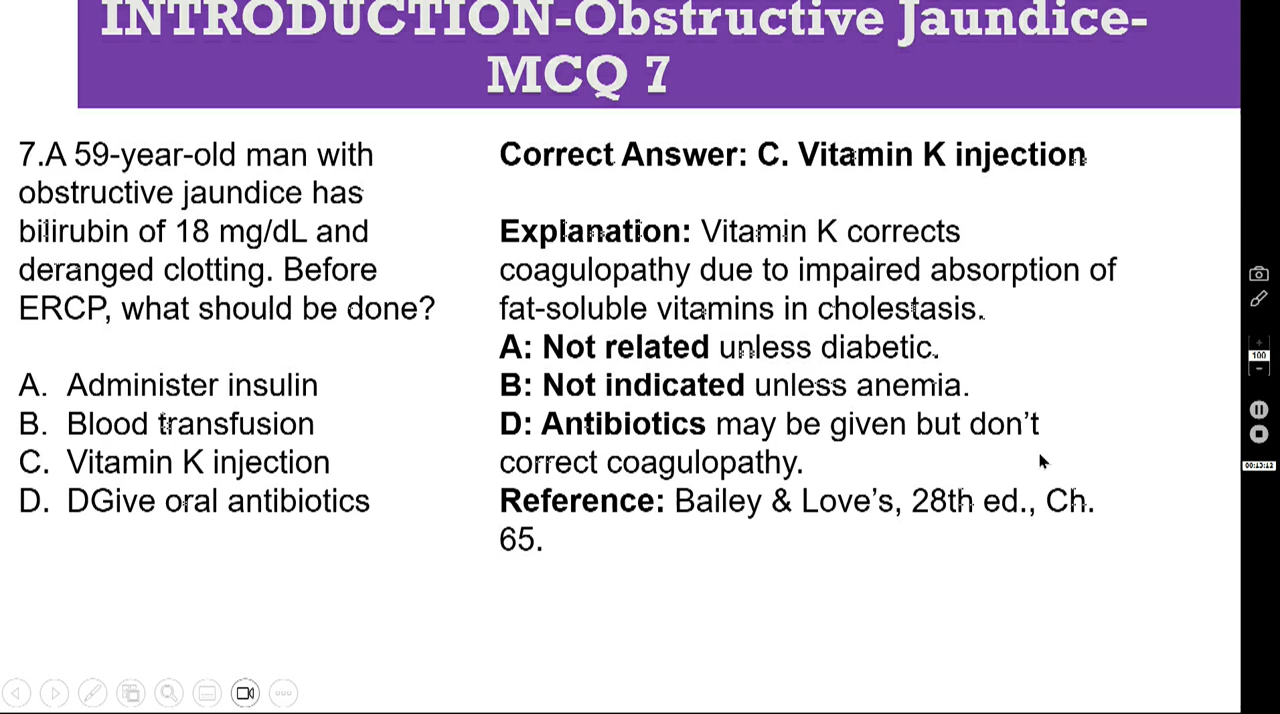 INTRODUCTION-Obstructive Jaundice-
MCQ 7
7.A 59-year-old man with
obstructive jaundice has
bilirubin of 18 mg/dL and
deranged clotting. Before
ERCP, what should be done?
A. Administer insulin
B. Blood transfusion
C. Vitamin K injection
D. DGive oral antibiotics
Correct Answer: C. Vitamin K injection
Explanation: Vitamin K corrects
coagulopathy due to impaired absorption of
fat-soluble vitamins in cholestasis.
A: Not related unless diabetic.
B: Not indicated unless anemia.
D: Antibiotics may be given but don't
correct coagulopathy.
Reference: Bailey & Love's, 28th ed., Ch.
65.
100
00:13:12